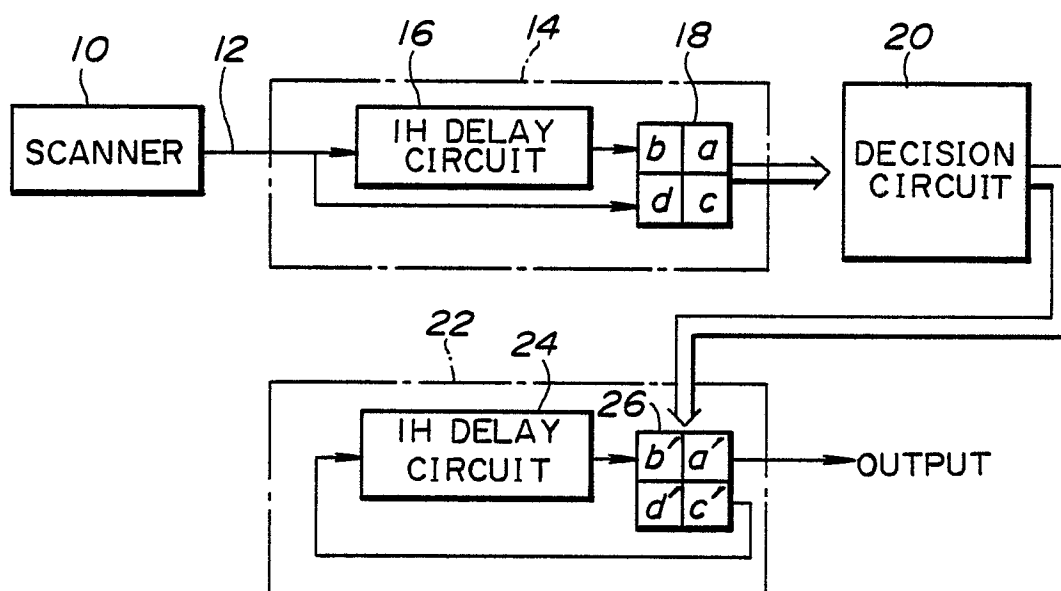 10
12
16
14
18
20
SCANNER
1H DELAY
CIRCUIT
b a
d c
DECISION
CIRCUIT
22
24
26
1H DELAY
CIRCUIT
b' a'
d' c'
OUTPUT